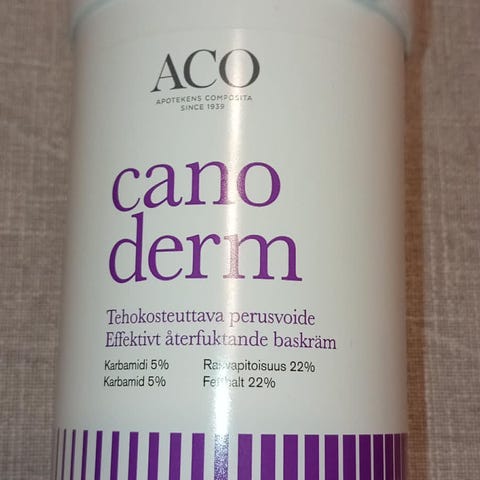 ACO
APOTEKENS COMPOSITA
SINCE 1939
cano
derm
Tehokosteuttava perusvoide
Effektivt återfuktande baskräm
Karbamidi 5% Rasvapitoisuus 22%
Karbamid 5% Fetthalt 22%